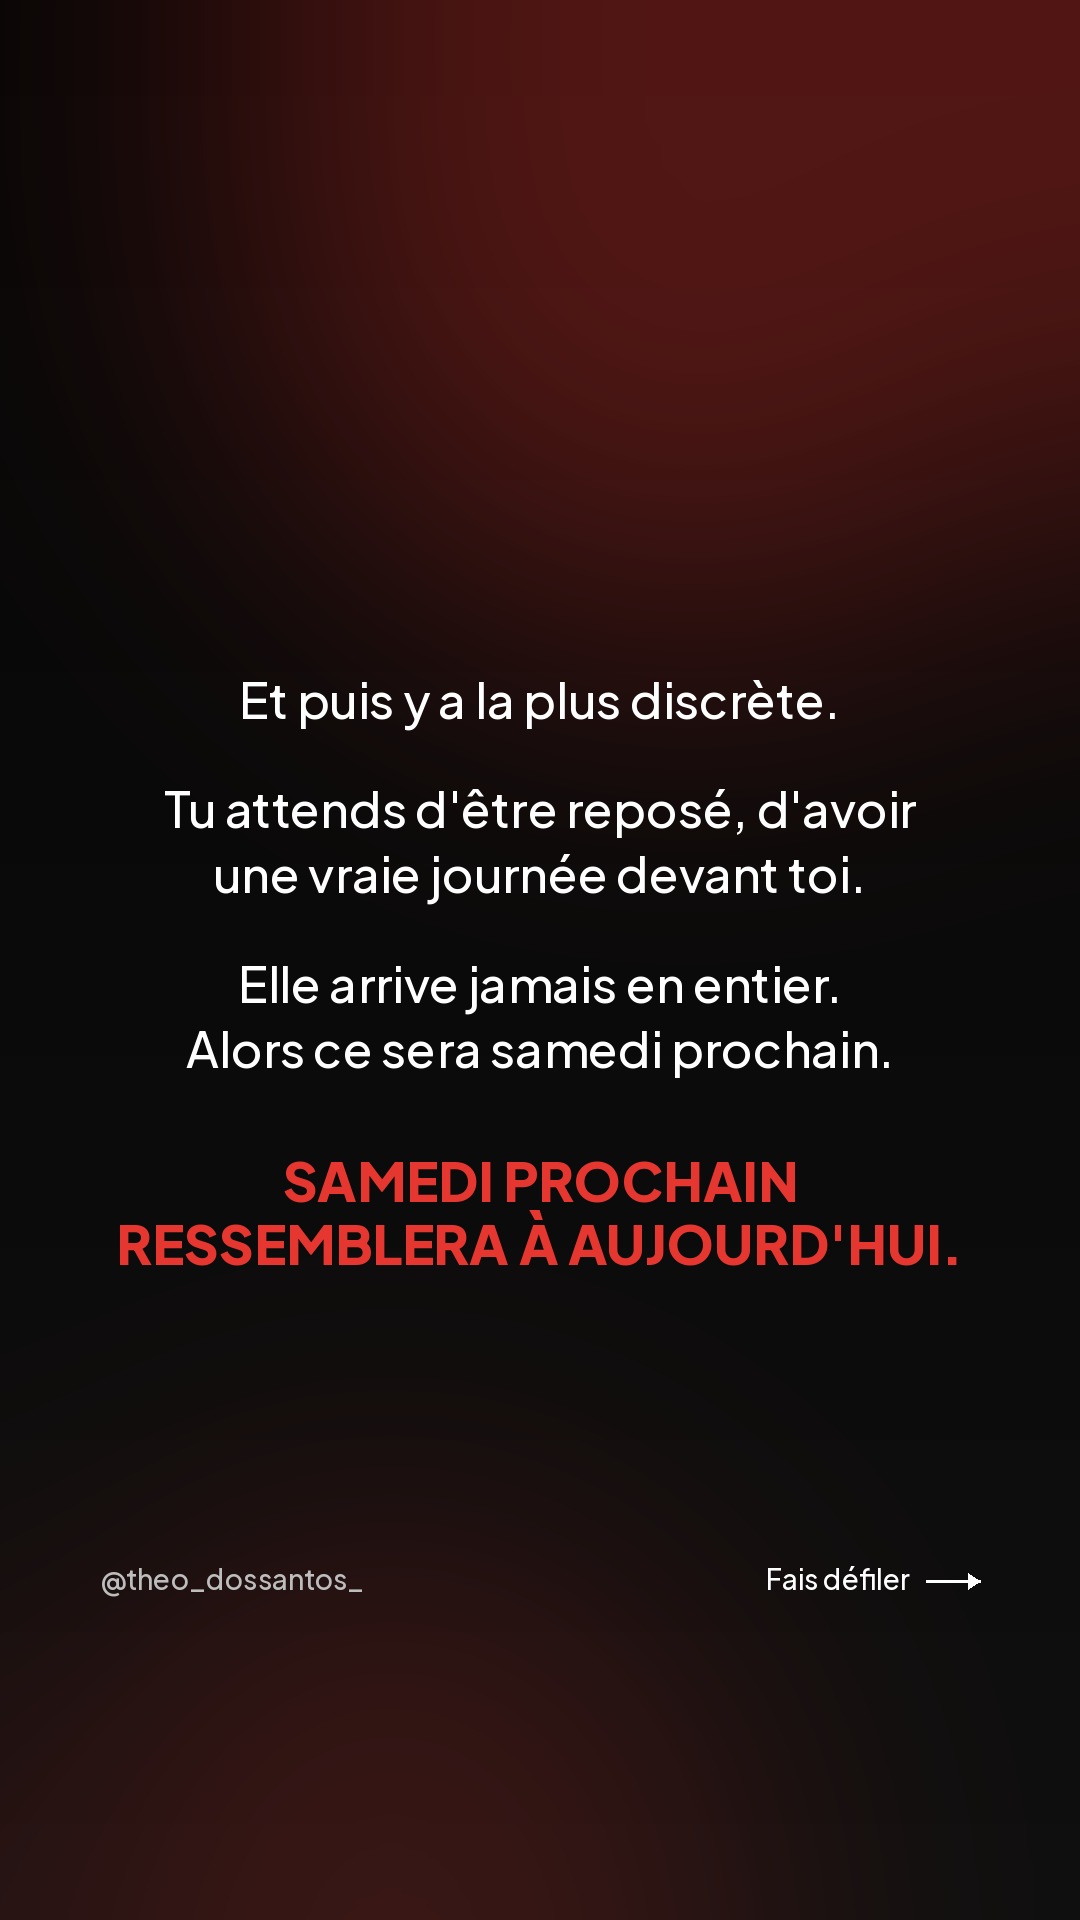 Et puis y a la plus discrète.
Tu attends d'être reposé, d'avoir
une vraie journée devant toi.
Elle arrive jamais en entier.
Alors ce sera samedi prochain.
SAMEDI PROCHAIN
RESSEMBLERA À AUJOURD'HUI.
@theo_dossantos_
Fais défiler